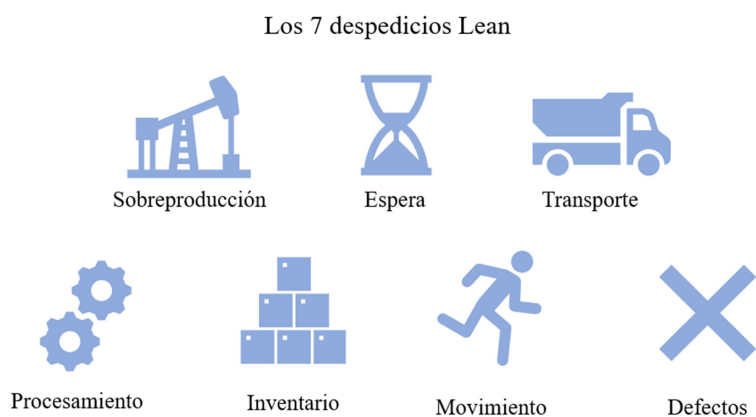 Los 7 despedicios Lean
Sobreproducción
Espera
Transporte
Procesamiento
Inventario
Movimiento
Defectos